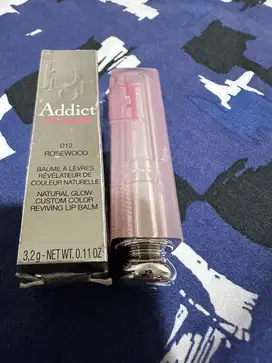 Addict
012
ROSEWOOD
BAUME À LÈVRES
RÉVÉLATEUR DE
COULEUR NATURELLE
NATURAL GLOW
CUSTOM COLOR
REVIVING LIP BALM
3,2 g - NET WT. 0.11 OZ